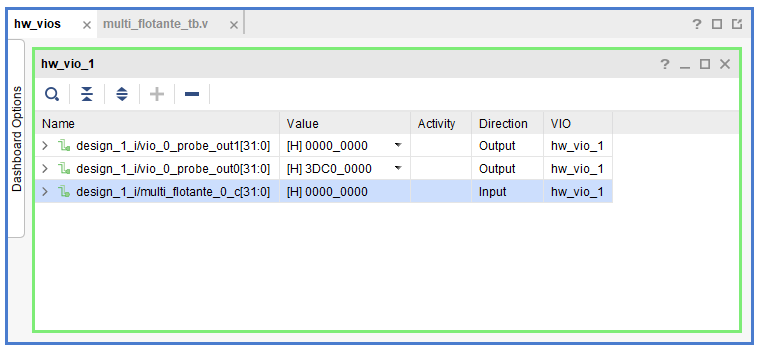 hw_vios × multi_flotante_tb.v × ?
Dashboard Options
hw_vio_1 ?
Name Value Activity Direction VIO
design_1_i/vio_0_probe_out1[31:0] [H] 0000_0000 Output hw_vio_1
design_1_i/vio_0_probe_out0[31:0] [H] 3DC0_0000 Output hw_vio_1
design_1_i/multi_flotante_0_c[31:0] [H] 0000_0000 Input hw_vio_1